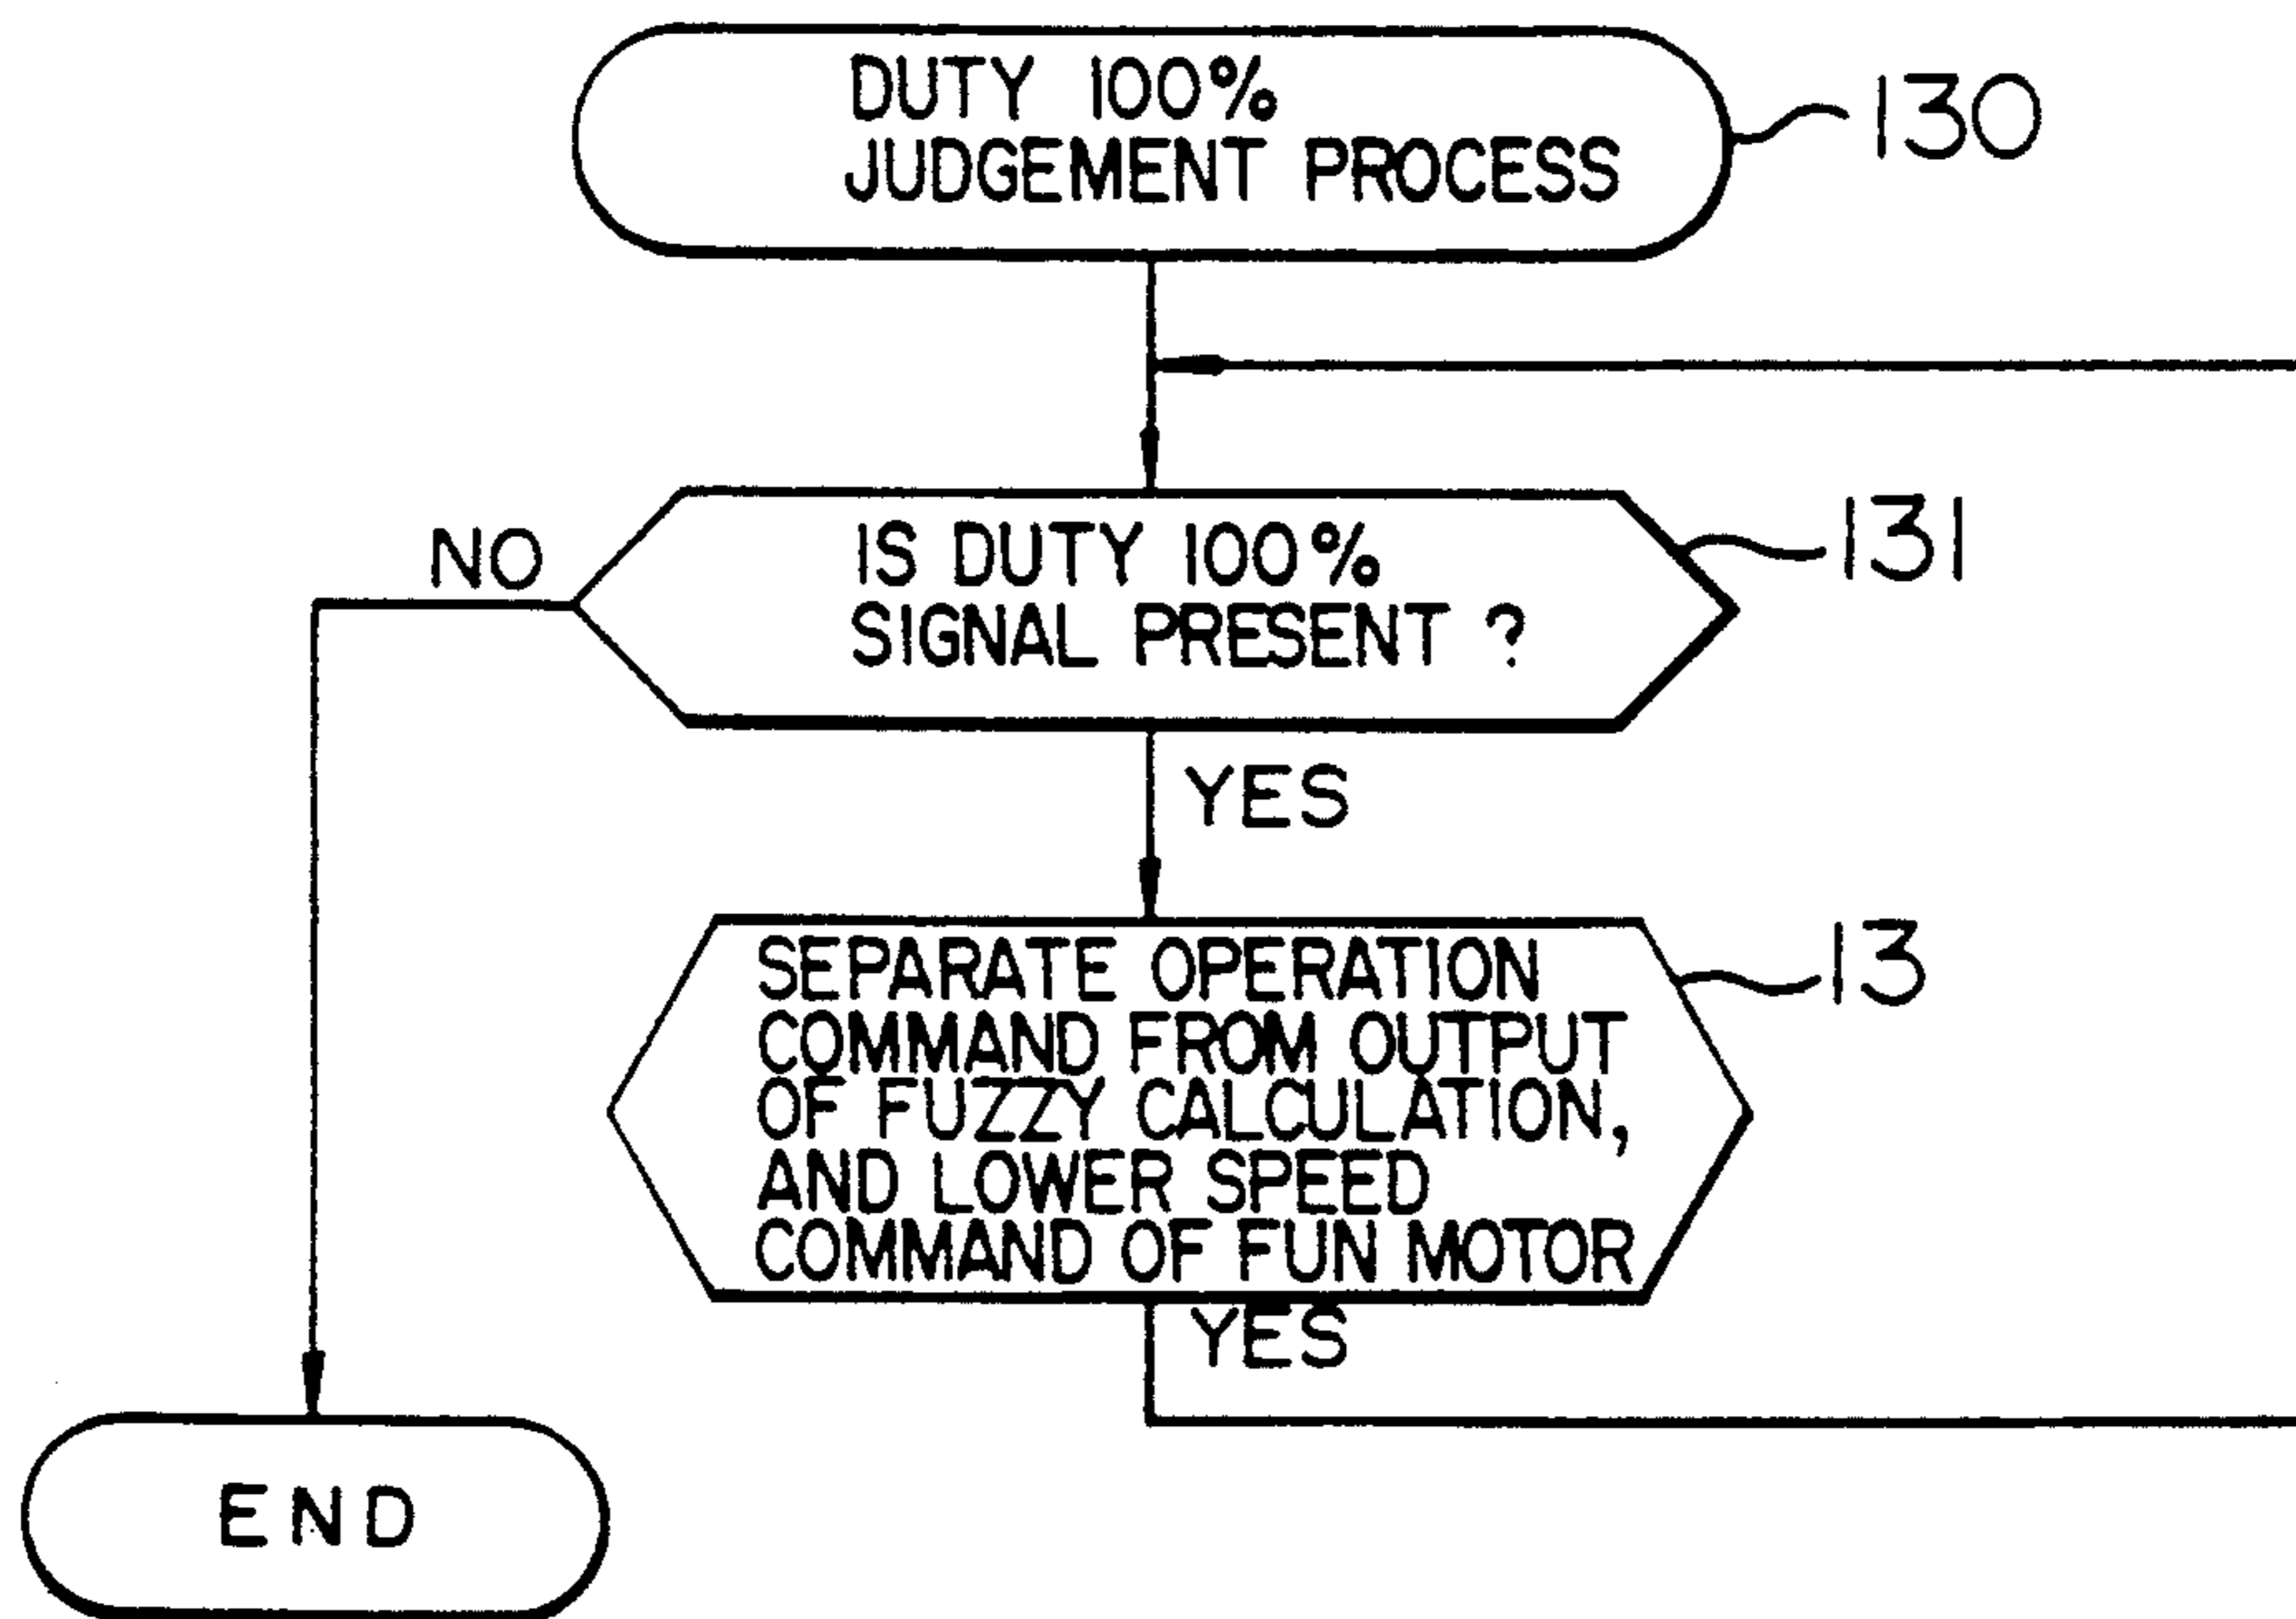 DUTY 100%
JUDGEMENT PROCESS
130
NO
IS DUTY 100%
SIGNAL PRESENT ?
131
YES
SEPARATE OPERATION
COMMAND FROM OUTPUT
OF FUZZY CALCULATION,
AND LOWER SPEED
COMMAND OF FUN MOTOR
13
YES
END